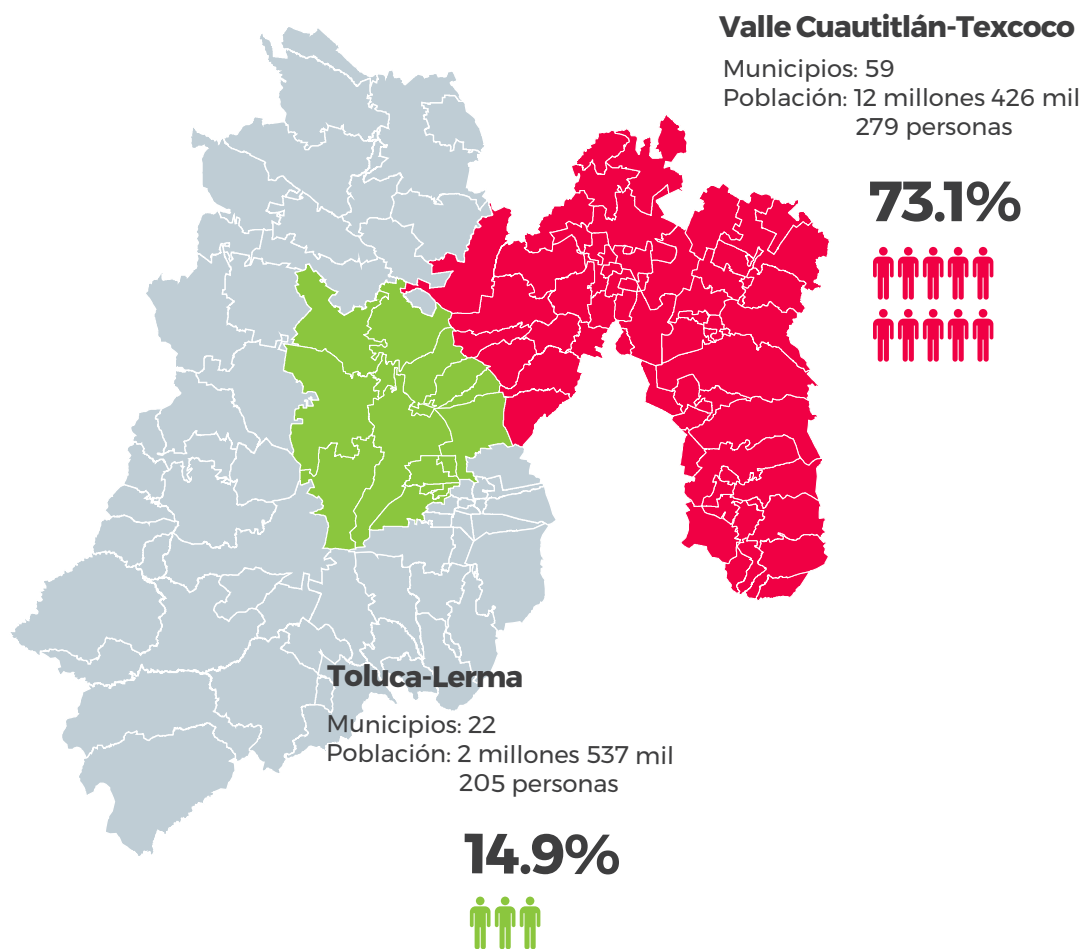 Valle Cuautitlán-Texcoco
Municipios: 59
Población: 12 millones 426 mil
279 personas
73.1%
Toluca-Lerma
Municipios: 22
Población: 2 millones 537 mil
205 personas
14.9%